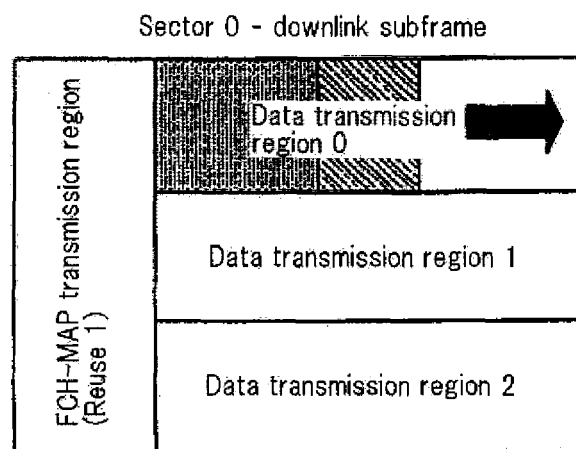 Sector 0 - downlink subframe
FCH-MAP transmission region
(Reuse 1)
Data transmission
region 0
Data transmission region 1
Data transmission region 2